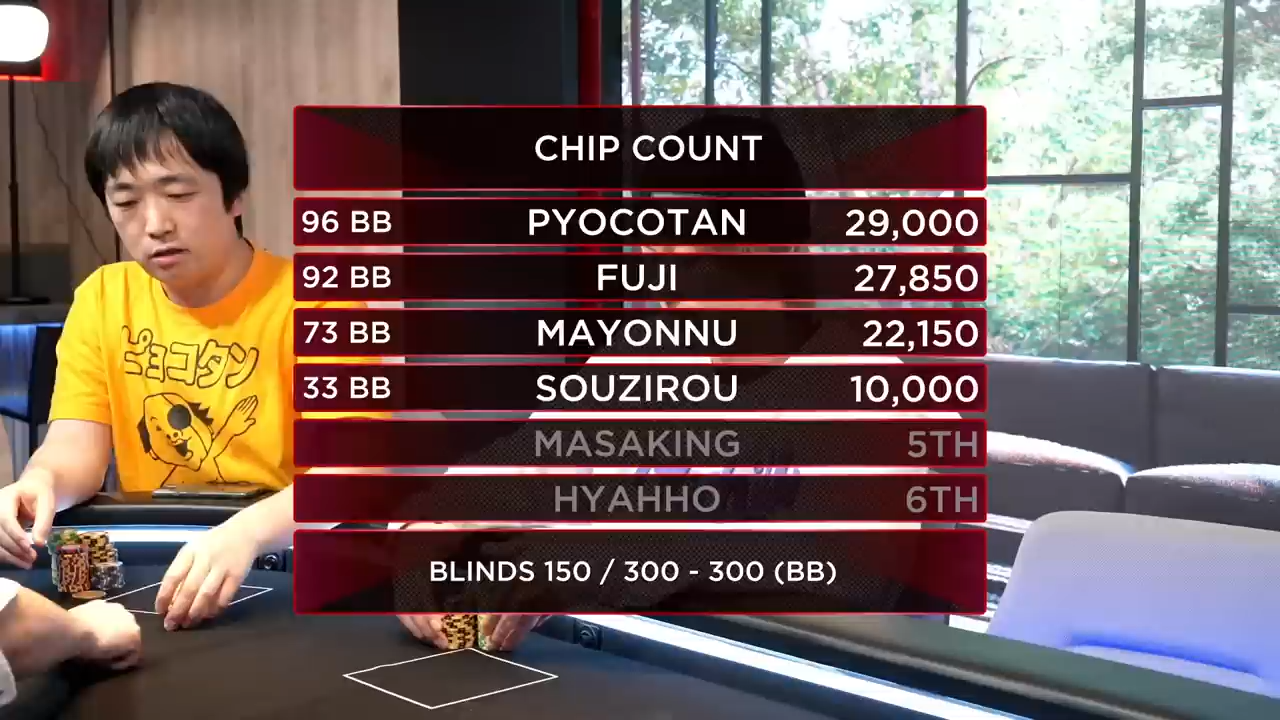 CHIP COUNT
96 BB PYOCOTAN 29,000
92 BB FUJI 27,850
73 BB MAYONNU 22,150
33 BB SOUZIROU 10,000
MASAKING 5TH
HYAHHO 6TH
BLINDS 150 / 300 - 300 (BB)
ピョコタン